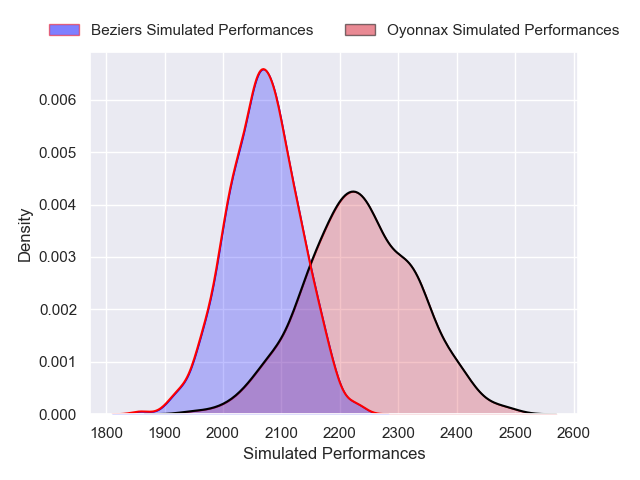 Beziers Simulated Performances Oyonnax Simulated Performances
0.006
0.005
0.004
0.003
0.002
0.001
0.000
Density
1800 1900 2000 2100 2200 2300 2400 2500 2600
Simulated Performances